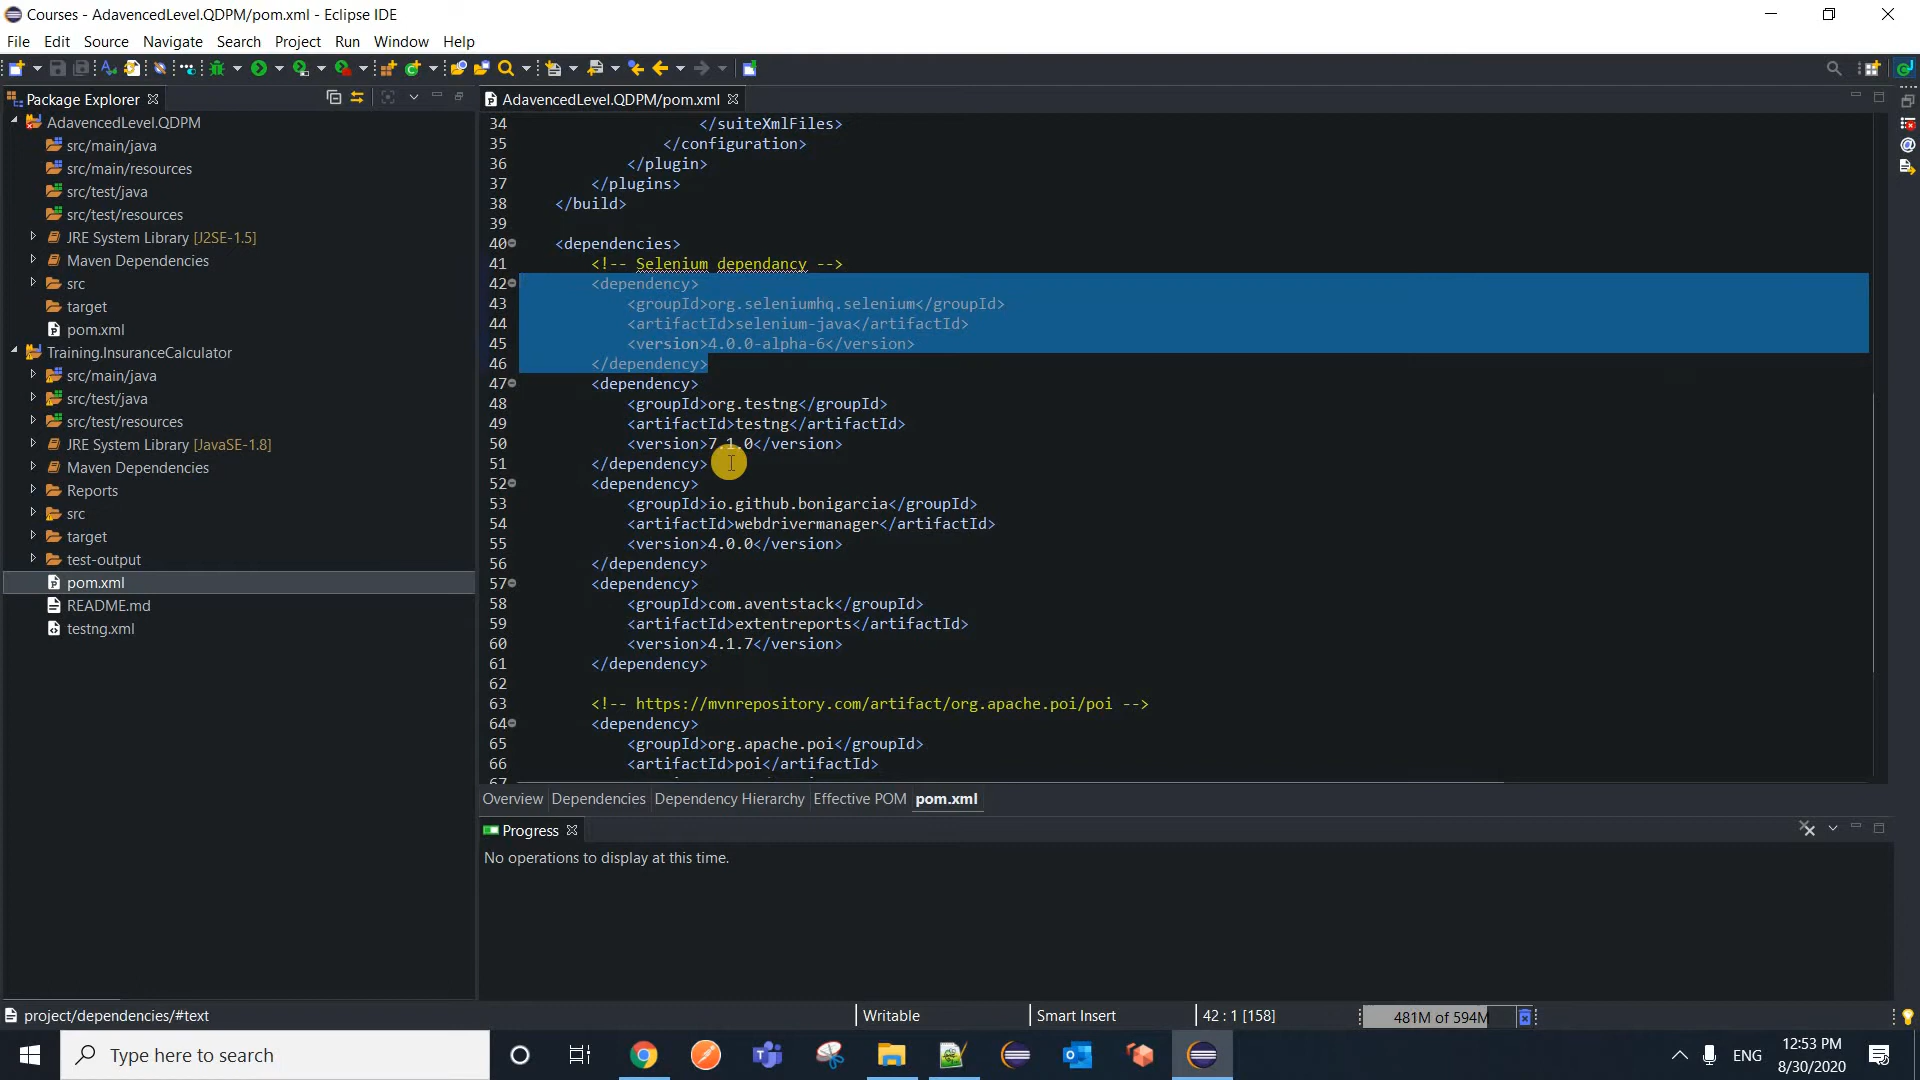 Courses - AdavencedLevel.QDPM/pom.xml - Eclipse IDE
File Edit Source Navigate Search Project Run Window Help
Package Explorer
AdavencedLevel.QDPM
src/main/java
src/main/resources
src/test/java
src/test/resources
JRE System Library [J2SE-1.5]
Maven Dependencies
src
target
pom.xml
Training.InsuranceCalculator
src/main/java
src/test/java
src/test/resources
JRE System Library [JavaSE-1.8]
Maven Dependencies
Reports
src
target
test-output
pom.xml
README.md
testng.xml
AdavencedLevel.QDPM/pom.xml
34 </suiteXmlFiles>
35 </configuration>
36 </plugin>
37 </plugins>
38 </build>
39
40 <dependencies>
41 <!-- Selenium dependancy -->
42 <dependency>
43 <groupId>org.seleniumhq.selenium</groupId>
44 <artifactId>selenium-java</artifactId>
45 <version>4.0.0-alpha-6</version>
46 </dependency>
47 <dependency>
48 <groupId>org.testng</groupId>
49 <artifactId>testng</artifactId>
50 <version>7.1.0</version>
51 </dependency>
52 <dependency>
53 <groupId>io.github.bonigarcia</groupId>
54 <artifactId>webdrivermanager</artifactId>
55 <version>4.0.0</version>
56 </dependency>
57 <dependency>
58 <groupId>com.aventstack</groupId>
59 <artifactId>extentreports</artifactId>
60 <version>4.1.7</version>
61 </dependency>
62
63 <!-- https://mvnrepository.com/artifact/org.apache.poi/poi -->
64 <dependency>
65 <groupId>org.apache.poi</groupId>
66 <artifactId>poi</artifactId>
Overview Dependencies Dependency Hierarchy Effective POM pom.xml
Progress
No operations to display at this time.
project/dependencies/#text Writable Smart Insert 42 : 1 [158] 481M of 594M
Type here to search
ENG
12:53 PM
8/30/2020